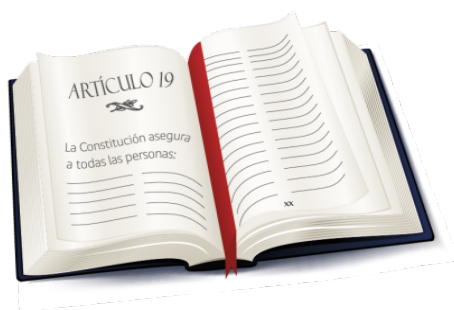 ARTÍCULO 19
La Constitución asegura
a todas las personas:
xx